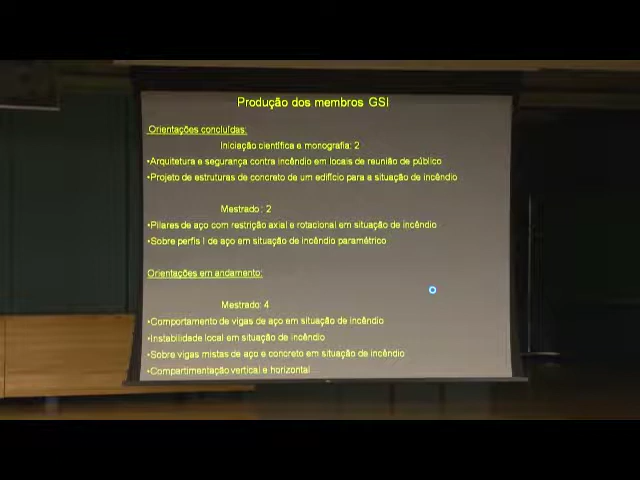 Produção dos membros GSI
Orientações concluídas:
Iniciação científica e monografia: 2
•Arquitetura e segurança contra incêndio em locais de reunião de público
•Projeto de estruturas de concreto de um edifício para a situação de incêndio
Mestrado : 2
•Pilares de aço com restrição axial e rotacional em situação de incêndio
•Sobre perfis I de aço em situação de incêndio paramétrico
Orientações em andamento:
Mestrado: 4
•Comportamento de vigas de aço em situação de incêndio
•Instabilidade local em situação de incêndio
•Sobre vigas mistas de aço e concreto em situação de incêndio
•Compartimentação vertical e horizontal